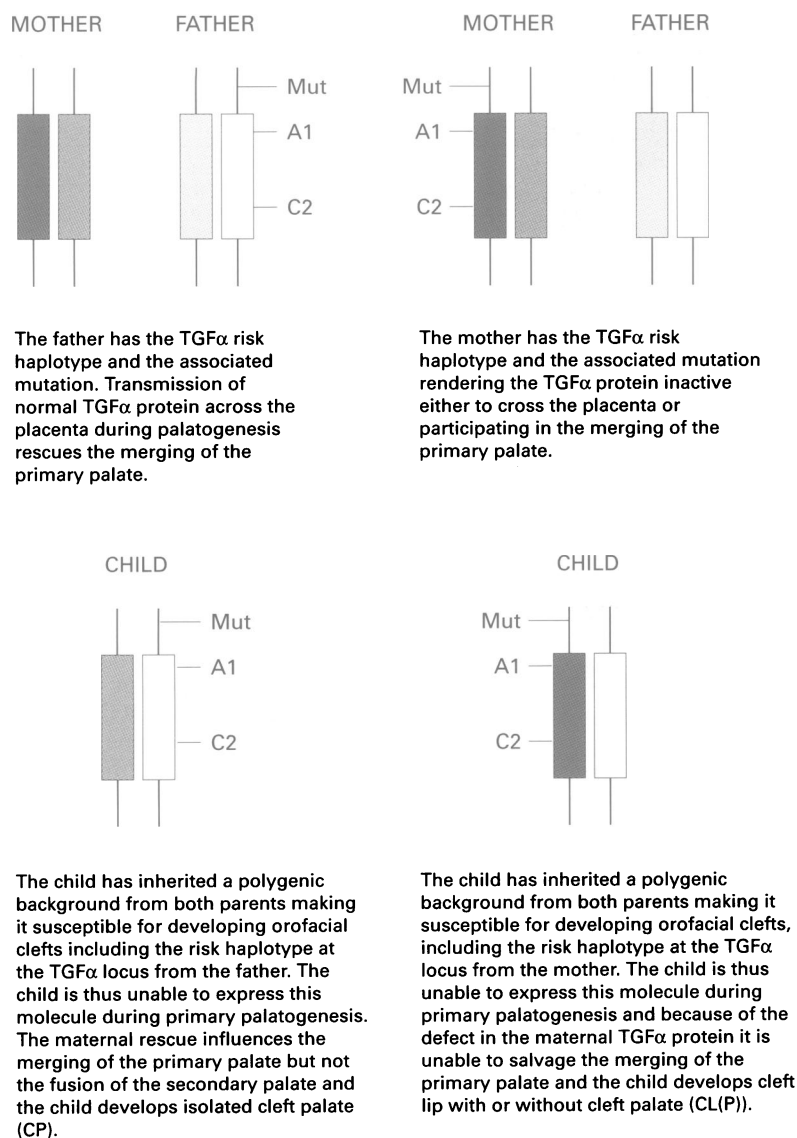 MOTHER FATHER
Mut
A1
C2
The father has the TGFα risk
haplotype and the associated
mutation. Transmission of
normal TGFα protein across the
placenta during palatogenesis
rescues the merging of the
primary palate.
MOTHER FATHER
Mut
A1
C2
The mother has the TGFα risk
haplotype and the associated mutation
rendering the TGFα protein inactive
either to cross the placenta or
participating in the merging of the
primary palate.
CHILD
Mut
A1
C2
The child has inherited a polygenic
background from both parents making
it susceptible for developing orofacial
clefts including the risk haplotype at
the TGFα locus from the father. The
child is thus unable to express this
molecule during primary palatogenesis.
The maternal rescue influences the
merging of the primary palate but not
the fusion of the secondary palate and
the child develops isolated cleft palate
(CP).
CHILD
Mut
A1
C2
The child has inherited a polygenic
background from both parents making it
susceptible for developing orofacial clefts,
including the risk haplotype at the TGFα
locus from the mother. The child is thus
unable to express this molecule during
primary palatogenesis and because of the
defect in the maternal TGFα protein it is
unable to salvage the merging of the
primary palate and the child develops cleft
lip with or without cleft palate (CL(P)).